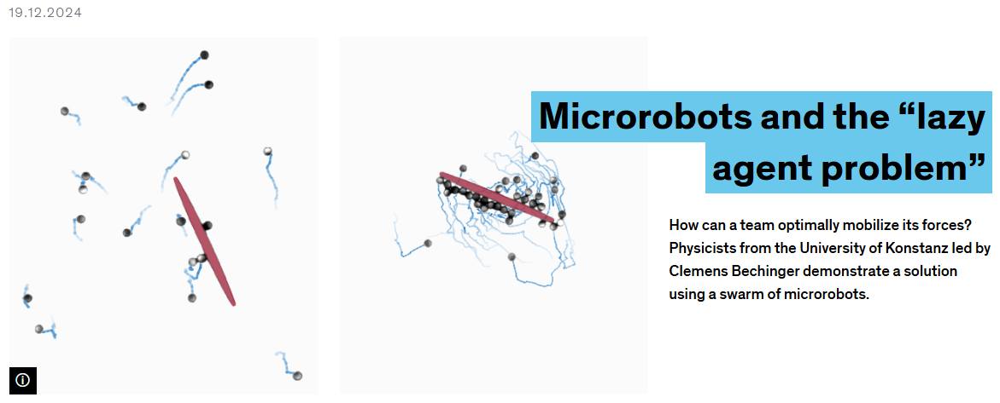 19.12.2024
Microrobots and the “lazy
agent problem”
How can a team optimally mobilize its forces?
Physicists from the University of Konstanz led by
Clemens Bechinger demonstrate a solution
using a swarm of microrobots.